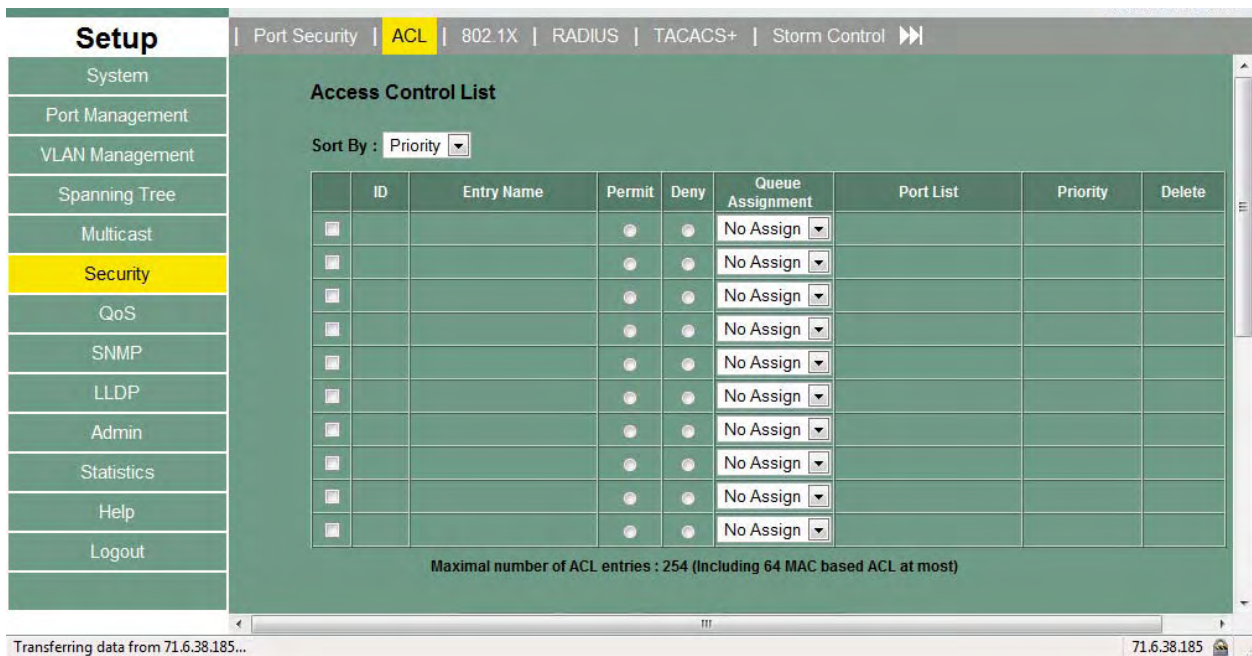 Setup
| Port Security | ACL | 802.1X | RADIUS | TACACS+ | Storm Control
System
Port Management
VLAN Management
Spanning Tree
Multicast
Security
QoS
SNMP
LLDP
Admin
Statistics
Help
Logout
Access Control List
Sort By : Priority
ID Entry Name Permit Deny Queue Assignment Port List Priority Delete
No Assign
No Assign
No Assign
No Assign
No Assign
No Assign
No Assign
No Assign
No Assign
No Assign
Maximal number of ACL entries : 254 (Including 64 MAC based ACL at most)
Transferring data from 71.6.38.185... 71.6.38.185